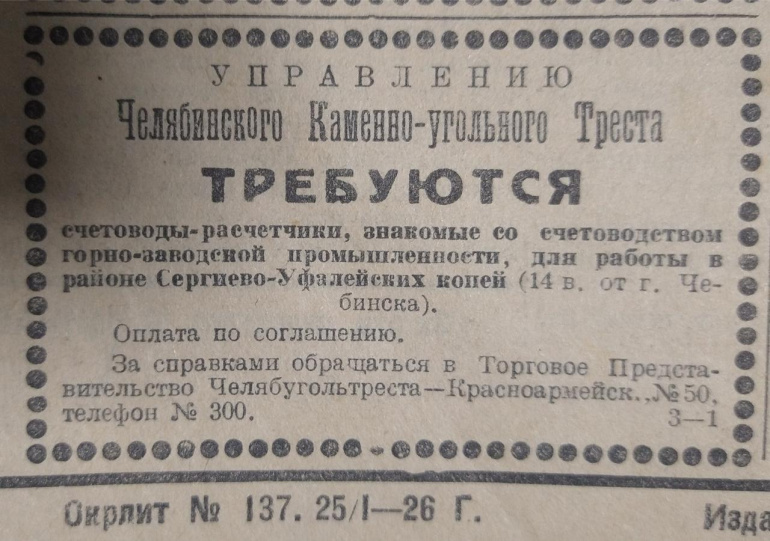 УПРАВЛЕНИЮ
Челябинского Каменно-угольного Треста
ТРЕБУЮТСЯ
счетоводы-расчетчики, знакомые со счетоводством
горно-заводской промышленности, для работы в
районе Сергиево-Уфалейских копей (14 в. от г. Че-
бинска).
Оплата по соглашению.
За справками обращаться в Торговое Предста-
вительство Челябугольтреста—Красноармейск., № 50,
телефон № 300.
3—1
Окрлит № 137. 25/I—26 Г.
Изда